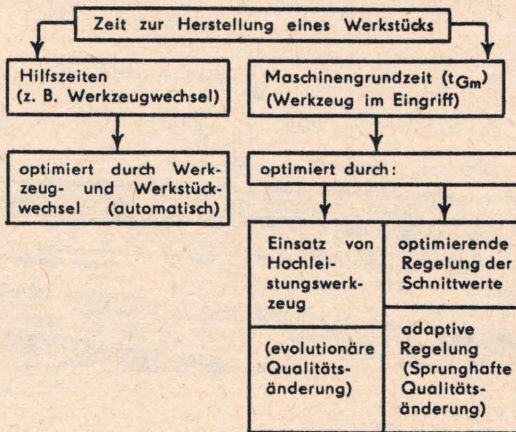 Zeit zur Herstellung eines Werkstücks
Hilfszeiten
(z. B. Werkzeugwechsel)
Maschinengrundzeit (tGm)
(Werkzeug im Eingriff)
optimiert durch Werk-
zeug- und Werkstück-
wechsel (automatisch)
optimiert durch:
Einsatz von
Hochlei-
stungswerk-
zeug
(evolutionäre
Qualitäts-
änderung)
optimierende
Regelung der
Schnittwerte
adaptive
Regelung
(Sprunghafte
Qualitäts-
änderung)